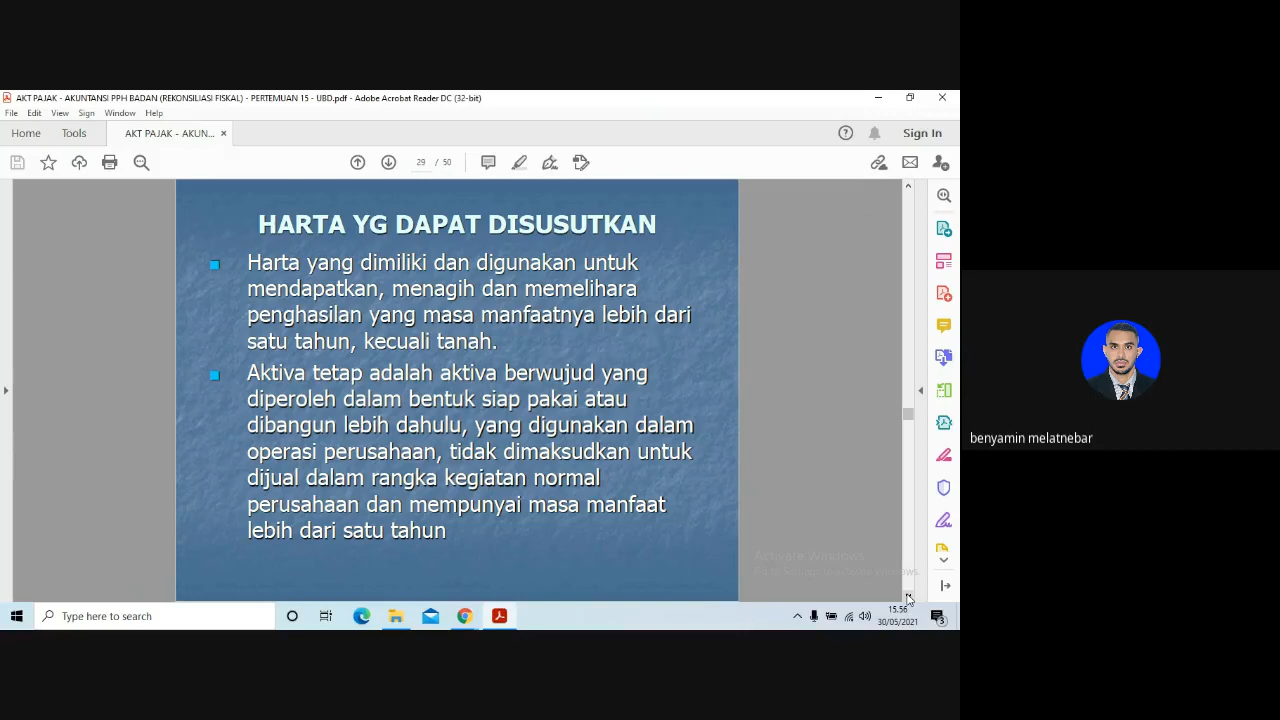 AKT PAJAK - AKUNTANSI PPH BADAN (REKONSILIASI FISKAL) - PERTEMUAN 15 - UBD.pdf - Adobe Acrobat Reader DC (32-bit)
File Edit View Sign Window Help
Home Tools AKT PAJAK - AKUN... × Sign In
29 / 50
HARTA YG DAPAT DISUSUTKAN
Harta yang dimiliki dan digunakan untuk
mendapatkan, menagih dan memelihara
penghasilan yang masa manfaatnya lebih dari
satu tahun, kecuali tanah.
Aktiva tetap adalah aktiva berwujud yang
diperoleh dalam bentuk siap pakai atau
dibangun lebih dahulu, yang digunakan dalam
operasi perusahaan, tidak dimaksudkan untuk
dijual dalam rangka kegiatan normal
perusahaan dan mempunyai masa manfaat
lebih dari satu tahun
benyamin melatnebar
Activate Windows
Type here to search
15.56
30/05/2021
3